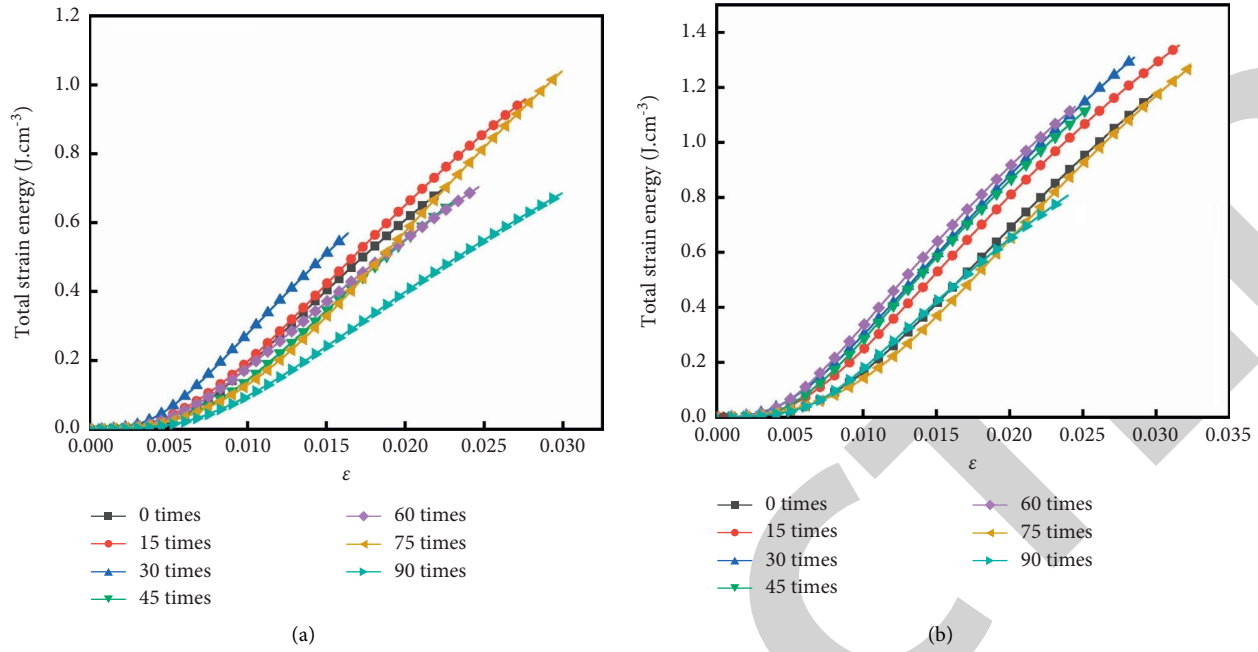 1.2
1.0
0.8
0.6
0.4
0.2
0.0
Total strain energy (J.cm-3)
0.000 0.005 0.010 0.015 0.020 0.025 0.030
ε
0 times
15 times
30 times
45 times
60 times
75 times
90 times
(a)
1.4
1.2
1.0
0.8
0.6
0.4
0.2
0.0
Total strain energy (J.cm-3)
0.000 0.005 0.010 0.015 0.020 0.025 0.030 0.035
ε
0 times
15 times
30 times
45 times
60 times
75 times
90 times
(b)